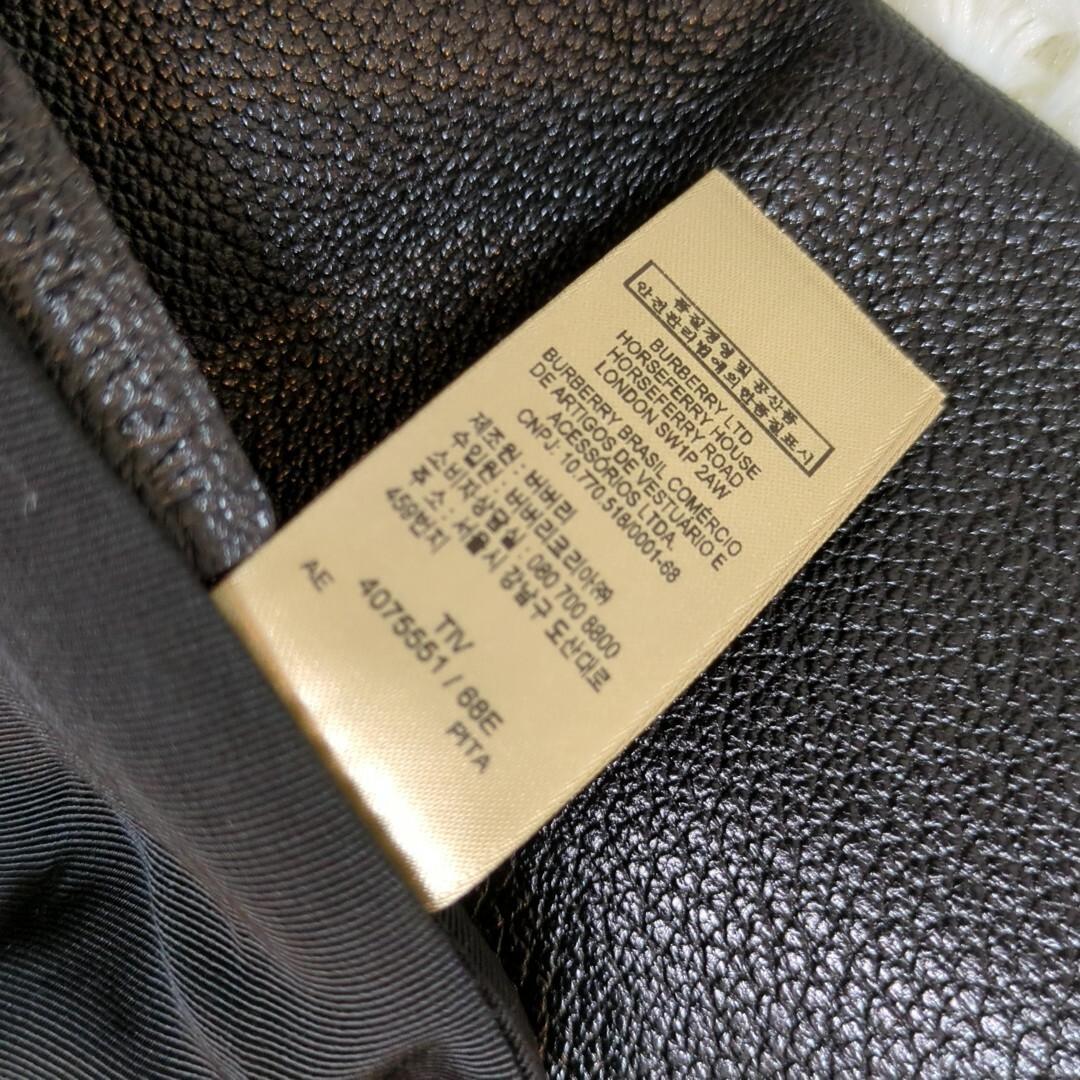 품질경영및공산품
안전관리법에의한품질표시
BURBERRY LTD
HORSEFERRY HOUSE
HORSEFERRY ROAD
LONDON SW1P 2AW
BURBERRY BRASIL COMÉRCIO
DE ARTIGOS DE VESTUÁRIO E
ACESSÓRIOS LTDA.
CNPJ: 10.770.518/0001-68
제조원 : 버버리
수입원 : 버버리코리아㈜
소비자상담실 : 080 700 8800
주 소 : 서울시 강남구 도산대로
459번지
TIV
AE 4075551 / 68E
PITA